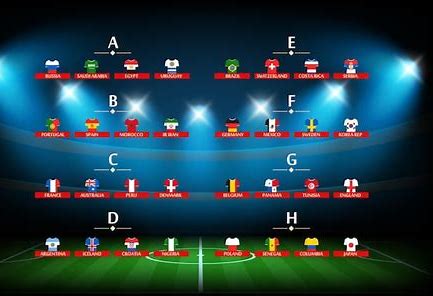 A
RUSSIA SAUDI ARABIA EGYPT URUGUAY
E
BRAZIL SWITZERLAND COSTA RICA SERBIA
B
PORTUGAL SPAIN MOROCCO IR IRAN
F
GERMANY MEXICO SWEDEN KOREA REP
C
FRANCE AUSTRALIA PERU DENMARK
G
BELGIUM PANAMA TUNISIA ENGLAND
D
ARGENTINA ICELAND CROATIA NIGERIA
H
POLAND SENEGAL COLUMBIA JAPAN